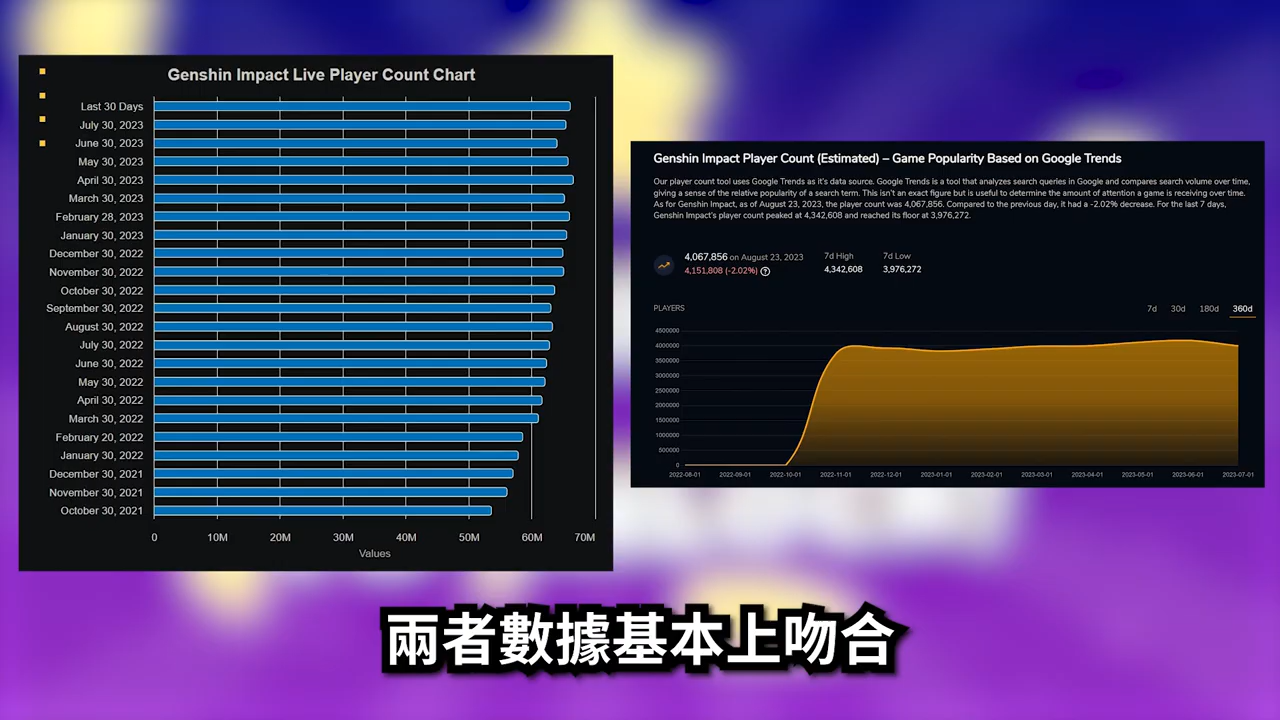 Genshin Impact Live Player Count Chart
Last 30 Days
July 30, 2023
June 30, 2023
May 30, 2023
April 30, 2023
March 30, 2023
February 28, 2023
January 30, 2023
December 30, 2022
November 30, 2022
October 30, 2022
September 30, 2022
August 30, 2022
July 30, 2022
June 30, 2022
May 30, 2022
April 30, 2022
March 30, 2022
February 20, 2022
January 30, 2022
December 30, 2021
November 30, 2021
October 30, 2021
0 10M 20M 30M 40M 50M 60M 70M
Values
Genshin Impact Player Count (Estimated) – Game Popularity Based on Google Trends
Our player count tool uses Google Trends as it's data source. Google Trends is a tool that analyzes search queries in Google and compares search volume over time,
giving a sense of the relative popularity of a search term. This isn't an exact figure but is useful to determine the amount of attention a game is receiving over time.
As for Genshin Impact, as of August 23, 2023, the player count was 4,067,856. Compared to the previous day, it had a -2.02% decrease. For the last 7 days,
Genshin Impact's player count peaked at 4,342,608 and reached its floor at 3,976,272.
4,067,856 on August 23, 2023
4,151,808 (-2.02%) ?
7d High
4,342,608
7d Low
3,976,272
PLAYERS
7d 30d 180d 360d
4500000
4000000
3500000
3000000
2500000
2000000
1500000
1000000
500000
0
2022-08-01 2022-09-01 2022-10-01 2022-11-01 2022-12-01 2023-01-01 2023-02-01 2023-03-01 2023-04-01 2023-05-01 2023-06-01 2023-07-01
兩者數據基本上吻合